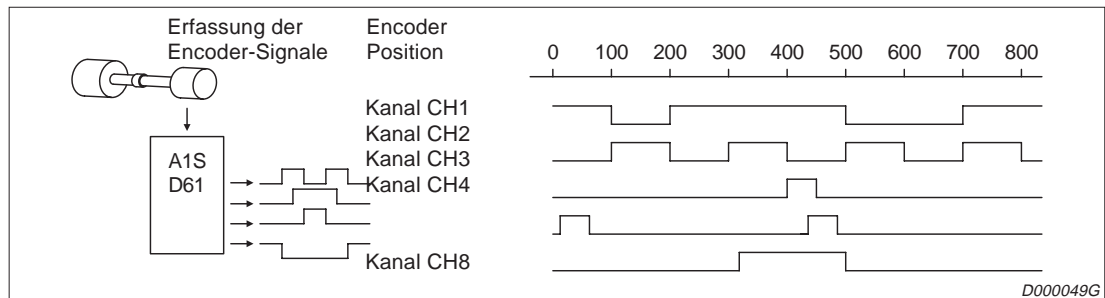 Erfassung der
Encoder-Signale
Encoder
Position
0 100 200 300 400 500 600 700 800
Kanal CH1
Kanal CH2
Kanal CH3
Kanal CH4
Kanal CH8
A1S
D61
D000049G